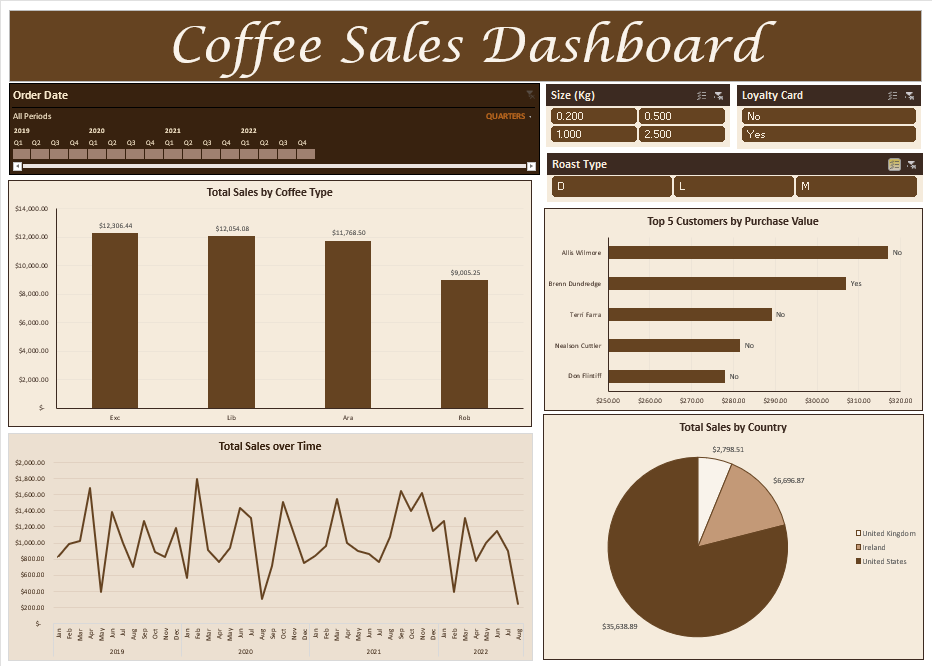 Coffee Sales Dashboard
Order Date
All Periods QUARTERS
2019 2020 2021 2022
Q1 Q2 Q3 Q4 Q1 Q2 Q3 Q4 Q1 Q2 Q3 Q4 Q1 Q2 Q3 Q4
Size (Kg)
0.200 0.500
1.000 2.500
Loyalty Card
No
Yes
Roast Type
D L M
Total Sales by Coffee Type
$14,000.00
$12,000.00
$10,000.00
$8,000.00
$6,000.00
$4,000.00
$2,000.00
$-
$12,306.44 $12,054.08 $11,768.50 $9,005.25
Exc Lib Ara Rob
Top 5 Customers by Purchase Value
Allis Wilmore No
Brenn Dundredge Yes
Terri Farra No
Nealson Cuttler No
Don Flintiff No
$250.00 $260.00 $270.00 $280.00 $290.00 $300.00 $310.00 $320.00
Total Sales over Time
$2,000.00
$1,800.00
$1,600.00
$1,400.00
$1,200.00
$1,000.00
$800.00
$600.00
$400.00
$200.00
$-
Jan Feb Mar Apr May Jun Jul Aug Sep Oct Nov Dec Jan Feb Mar Apr May Jun Jul Aug Sep Oct Nov Dec Jan Feb Mar Apr May Jun Jul Aug Sep Oct Nov Dec Jan Feb Mar Apr May Jun Jul Aug
2019 2020 2021 2022
Total Sales by Country
$2,798.51
$6,696.87
$35,638.89
United Kingdom
Ireland
United States